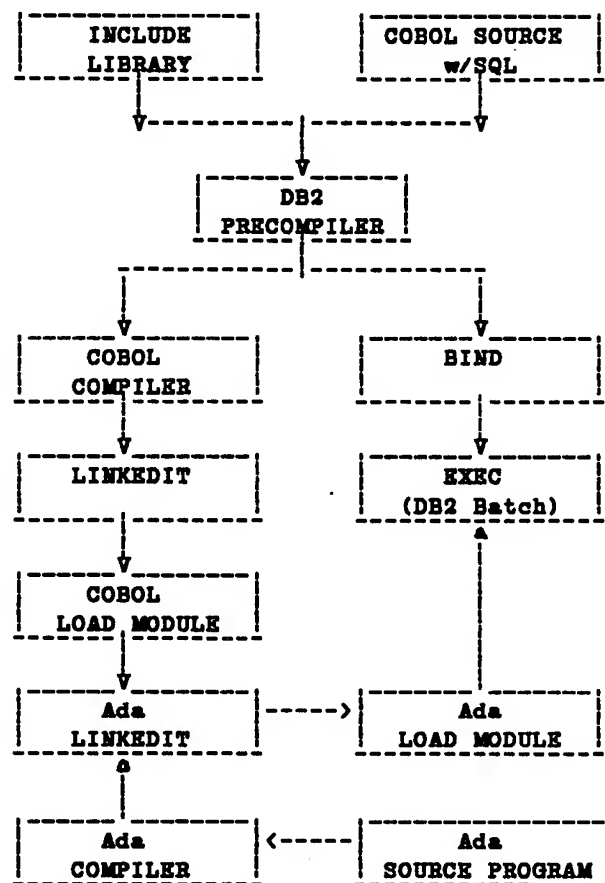 INCLUDE
LIBRARY
COBOL SOURCE
w/SQL
DB2
PRECOMPILER
COBOL
COMPILER
BIND
LINKEDIT
EXEC
(DB2 Batch)
COBOL
LOAD MODULE
Ada
LINKEDIT
Ada
LOAD MODULE
Ada
COMPILER
Ada
SOURCE PROGRAM